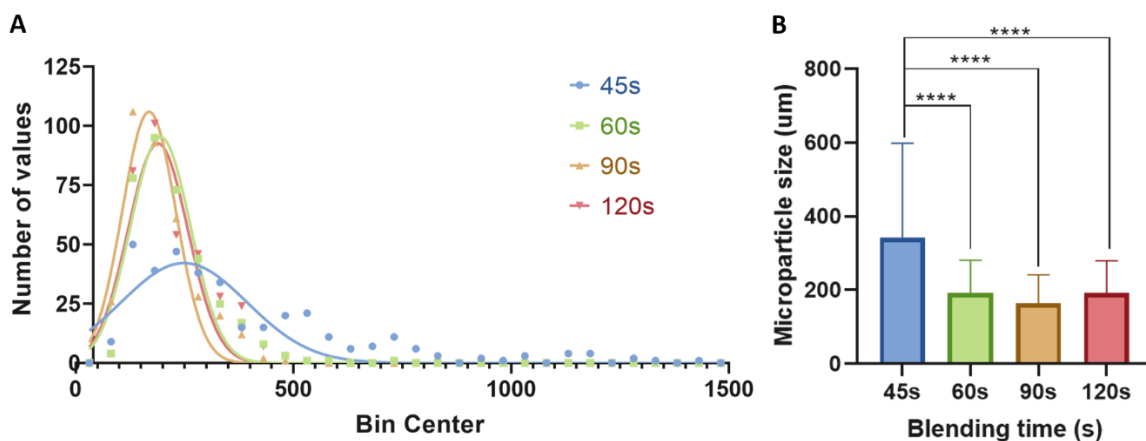 A
Number of values
125
100
75
50
25
0
0
500
1000
1500
Bin Center
45s
60s
90s
120s
B
Microparticle size (um)
800
600
400
200
0
****
****
****
45s 60s 90s 120s
Blending time (s)